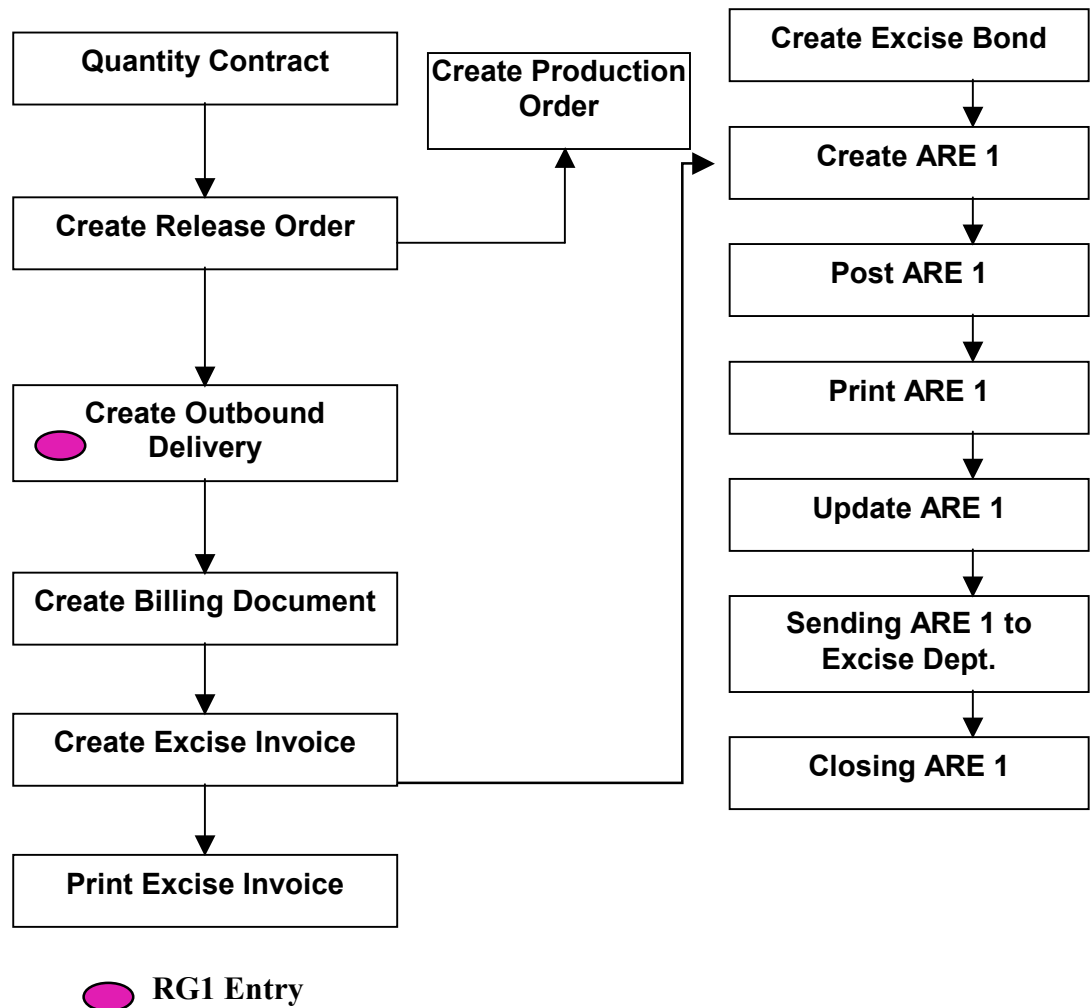 Quantity Contract
Create Release Order
Create Outbound
Delivery
Create Billing Document
Create Excise Invoice
Print Excise Invoice
Create Production
Order
Create Excise Bond
Create ARE 1
Post ARE 1
Print ARE 1
Update ARE 1
Sending ARE 1 to
Excise Dept.
Closing ARE 1
RG1 Entry